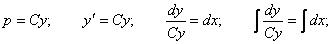 p = Cy;    y' = Cy;    dy/Cy = dx;    ∫ dy/Cy = ∫ dx;